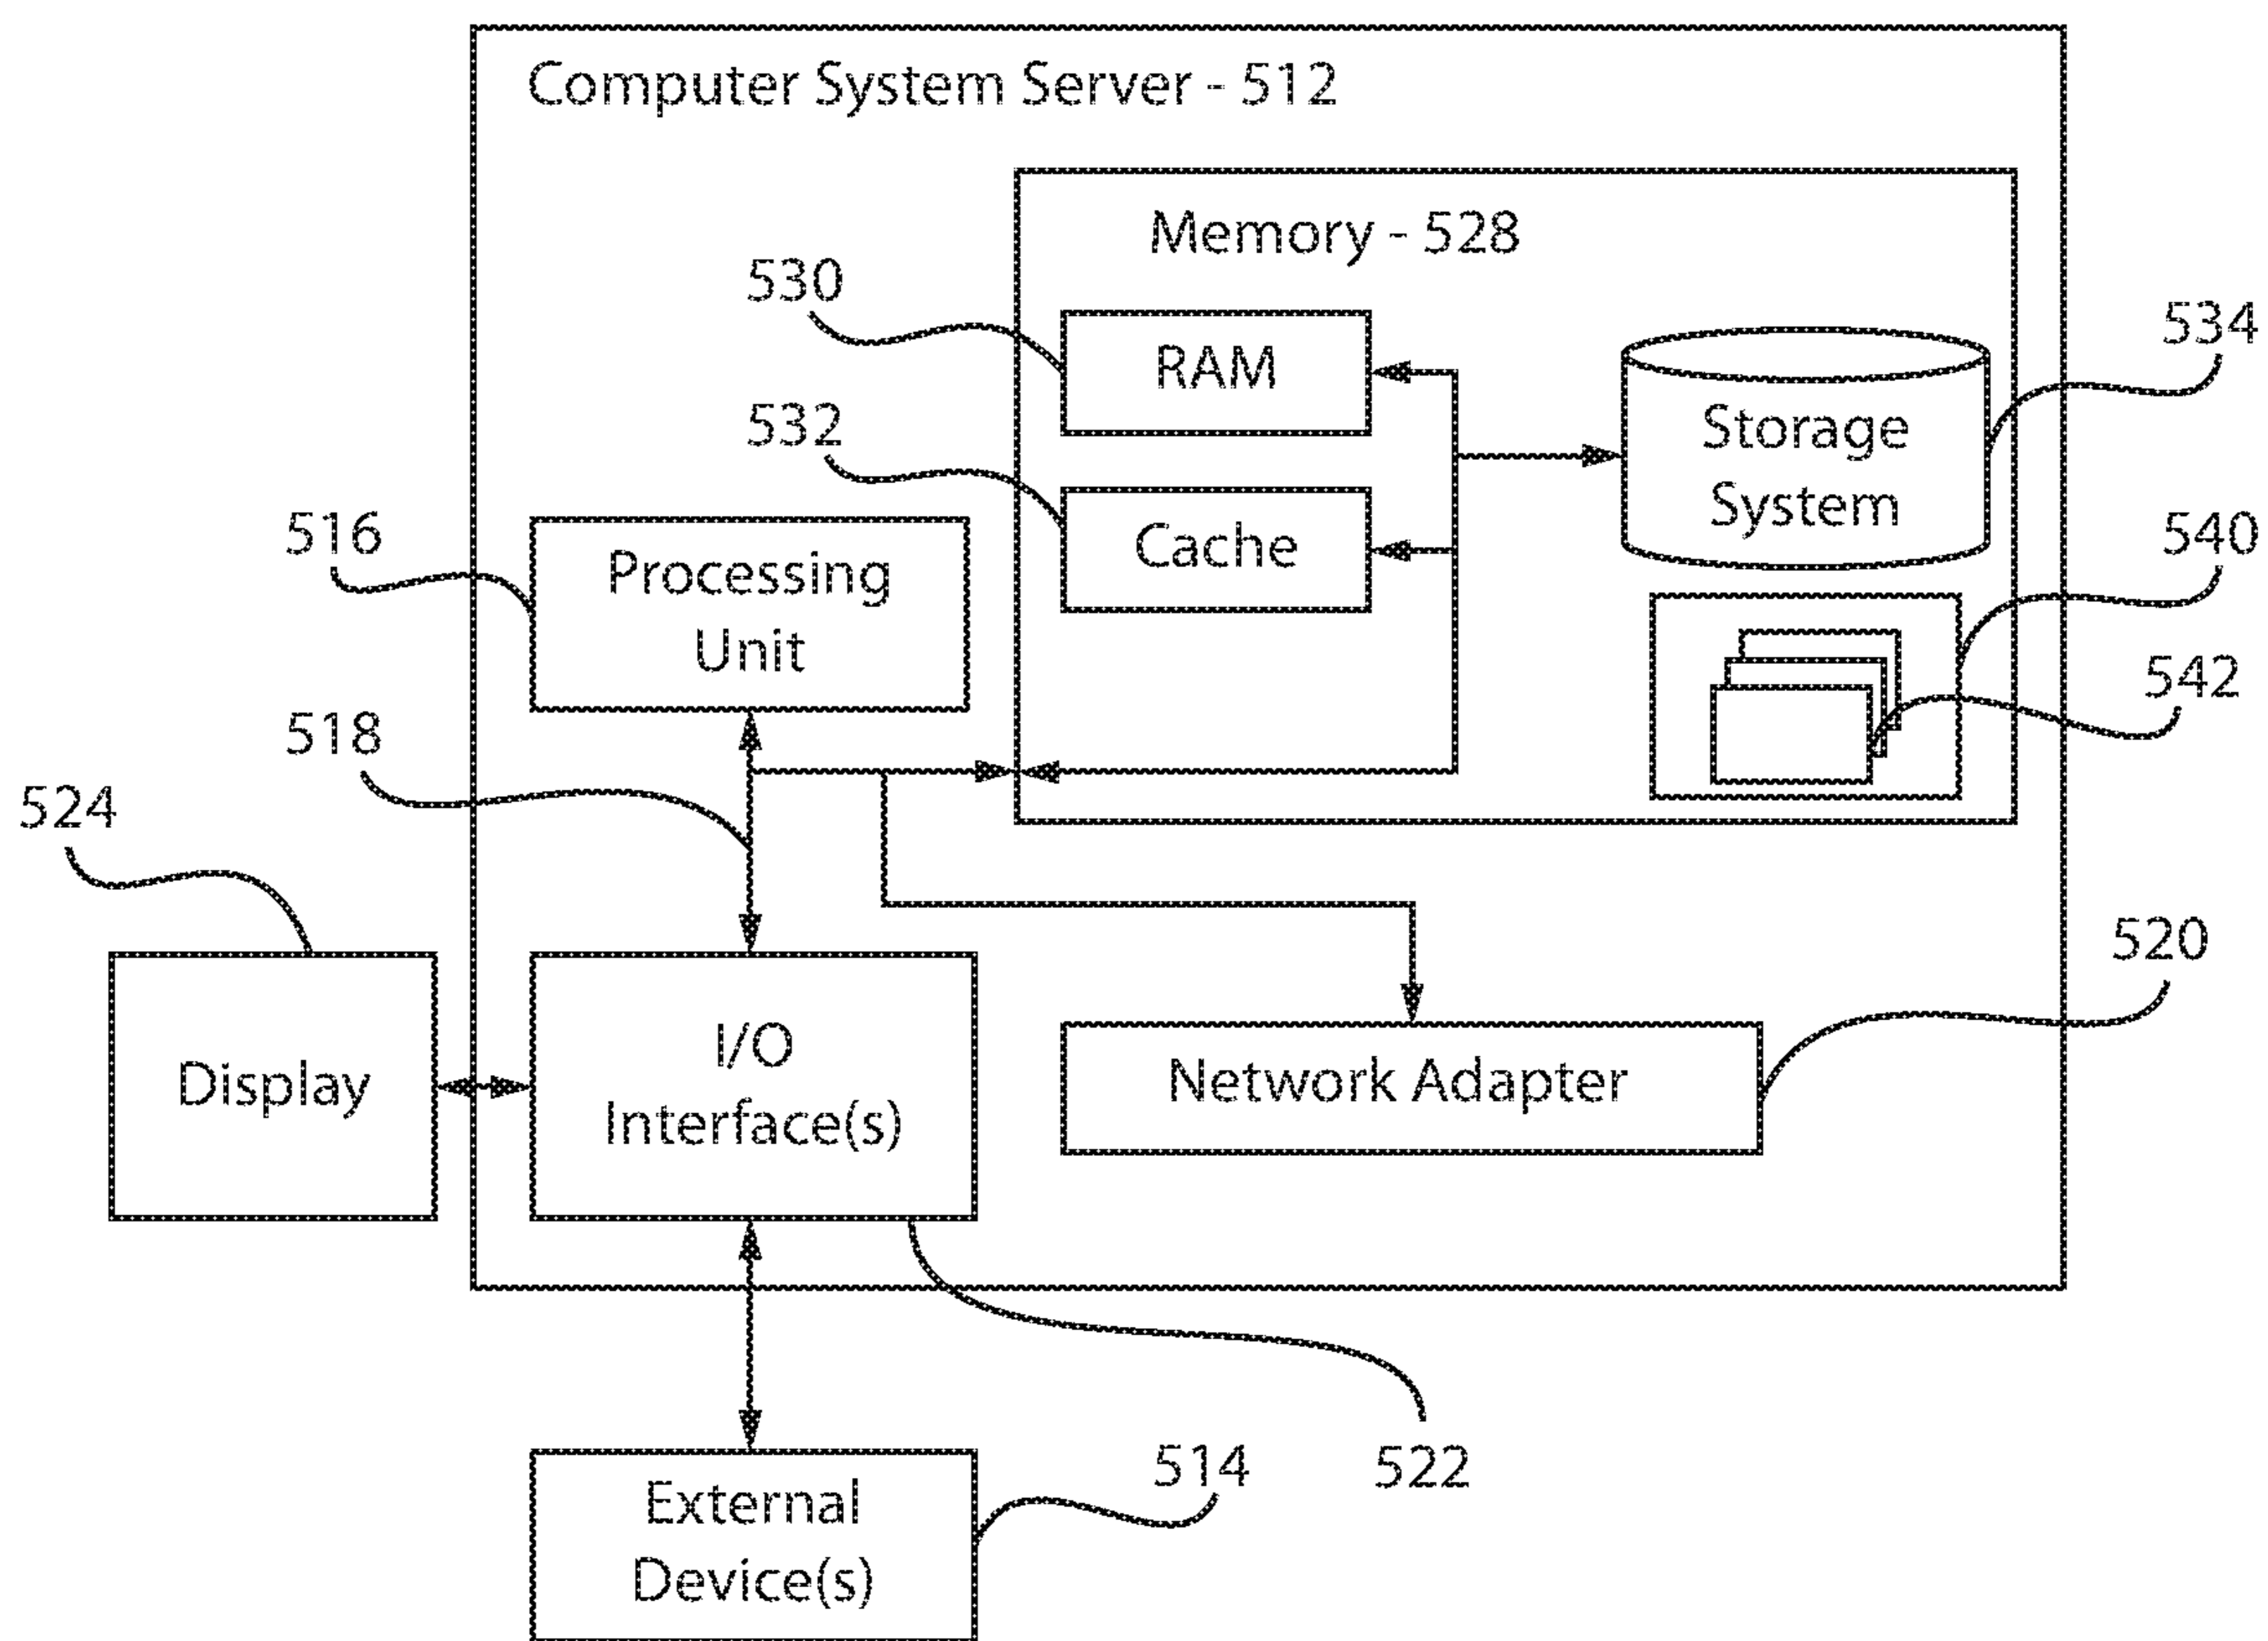 Computer System Server - 512
Memory - 528
530
RAM
534
Storage
System
532
Cache
516
Processing
Unit
540
542
518
524
520
Display
I/O
Interface(s)
Network Adapter
514
522
External
Device(s)